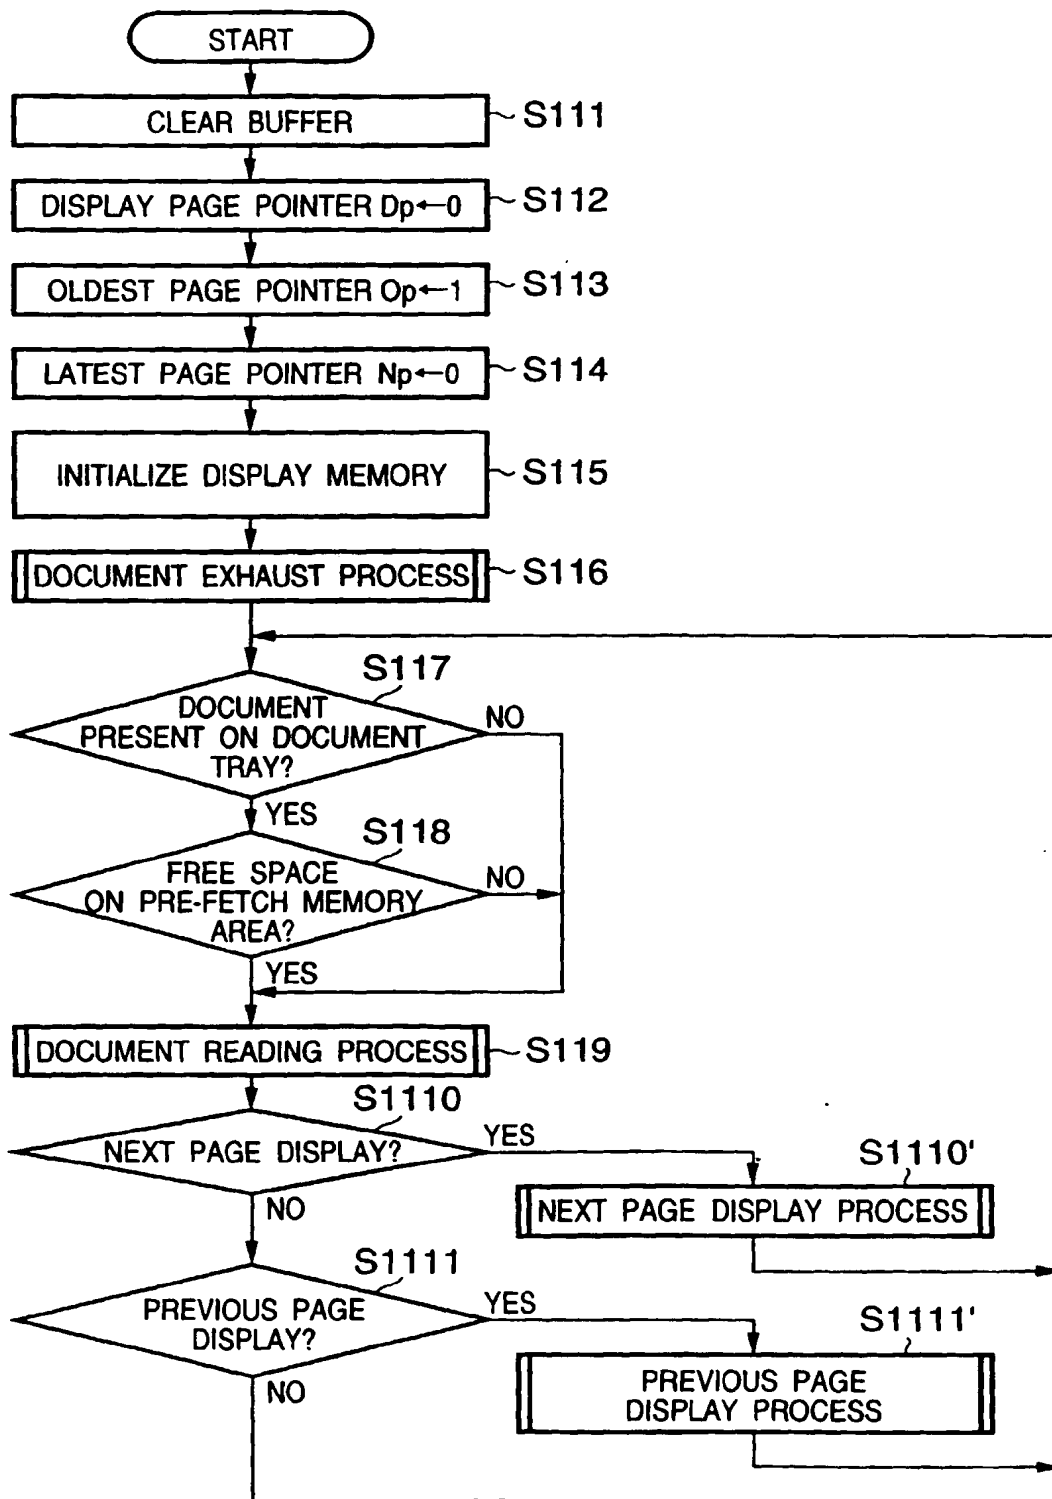 START
CLEAR BUFFER
S111
DISPLAY PAGE POINTER Dp←0
S112
OLDEST PAGE POINTER Op←1
S113
LATEST PAGE POINTER Np←0
S114
INITIALIZE DISPLAY MEMORY
S115
DOCUMENT EXHAUST PROCESS
S116
S117
DOCUMENT
PRESENT ON DOCUMENT
TRAY?
NO
YES
S118
FREE SPACE
ON PRE-FETCH MEMORY
AREA?
NO
YES
DOCUMENT READING PROCESS
S119
S1110
NEXT PAGE DISPLAY?
YES
NO
S1110'
NEXT PAGE DISPLAY PROCESS
S1111
PREVIOUS PAGE
DISPLAY?
YES
NO
S1111'
PREVIOUS PAGE
DISPLAY PROCESS